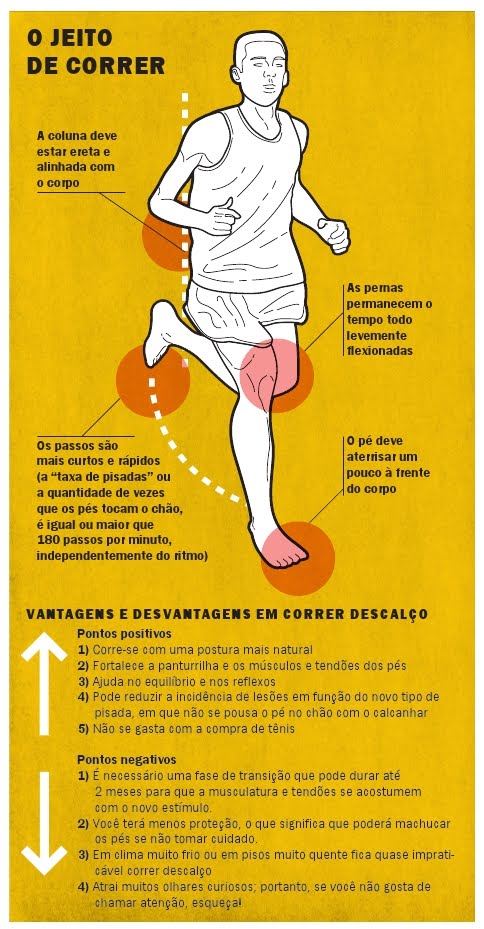 O JEITO
DE CORRER
A coluna deve
estar ereta e
alinhada com
o corpo
As pernas
permanecem o
tempo todo
levemente
flexionadas
Os passos são
mais curtos e rápidos
(a “taxa de pisadas” ou
a quantidade de vezes
que os pés tocam o chão,
é igual ou maior que
180 passos por minuto,
independentemente do ritmo)
O pé deve
aterrisar um
pouco à frente
do corpo
VANTAGENS E DESVANTAGENS EM CORRER DESCALÇO
Pontos positivos
1) Corre-se com uma postura mais natural
2) Fortalece a panturrilha e os músculos e tendões dos pés
3) Ajuda no equilíbrio e nos reflexos
4) Pode reduzir a incidência de lesões em função do novo tipo de
pisada, em que não se pousa o pé no chão com o calcanhar
5) Não se gasta com a compra de tênis
Pontos negativos
1) É necessário uma fase de transição que pode durar até
2 meses para que a musculatura e tendões se acostumem
com o novo estímulo.
2) Você terá menos proteção, o que significa que poderá machucar
os pés se não tomar cuidado.
3) Em clima muito frio ou em pisos muito quente fica quase imprati-
cável correr descalço
4) Atrai muitos olhares curiosos; portanto, se você não gosta de
chamar atenção, esqueça!